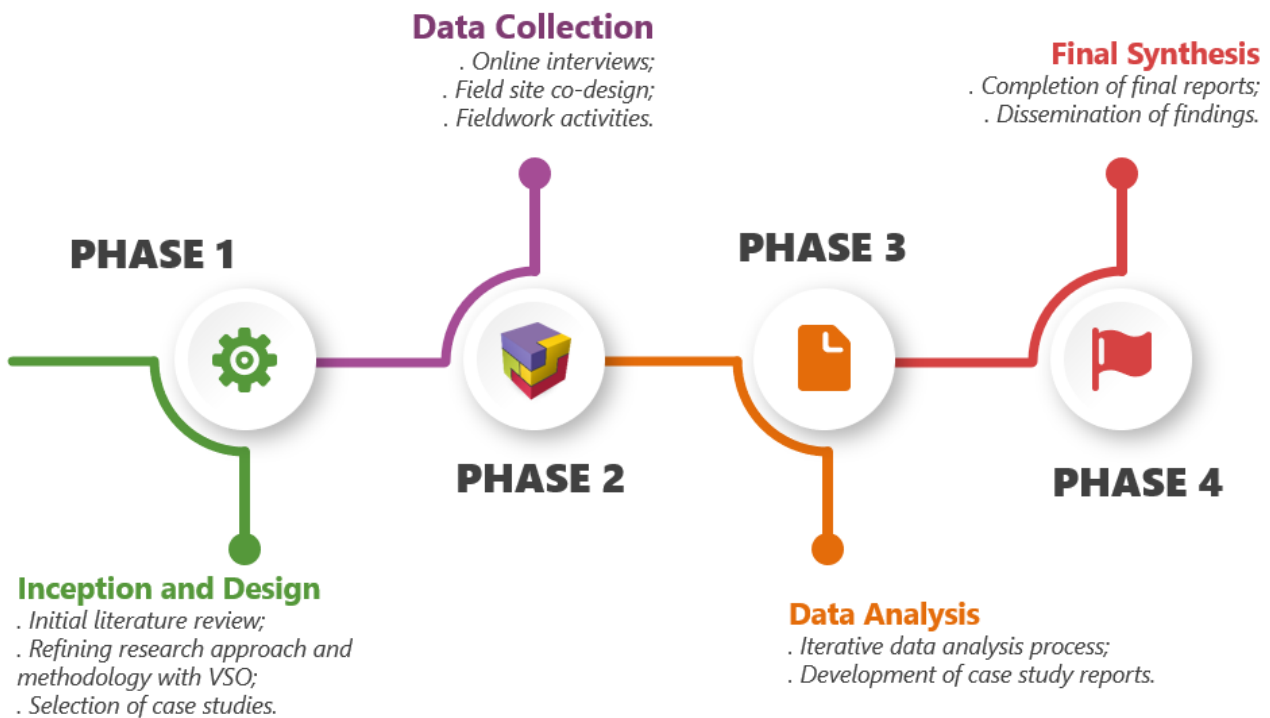 PHASE 1
Inception and Design
. Initial literature review;
. Refining research approach and
methodology with VSO;
. Selection of case studies.
Data Collection
. Online interviews;
. Field site co-design;
. Fieldwork activities.
PHASE 2
PHASE 3
Data Analysis
. Iterative data analysis process;
. Development of case study reports.
Final Synthesis
. Completion of final reports;
. Dissemination of findings.
PHASE 4